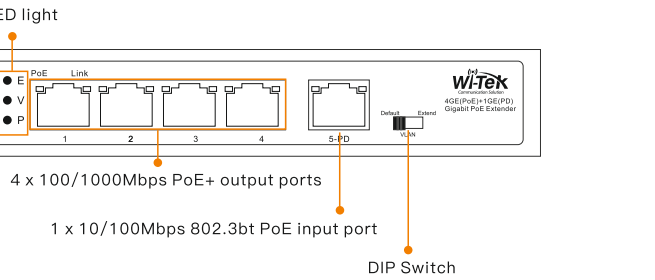 ED light
PoE Link
E
V
P
Wi-Tek
Communication Solution
4GE(PoE)+1GE(PD)
Gigabit PoE Extender
Default Extend
VLAN
1 2 3 4 5-PD
4 x 100/1000Mbps PoE+ output ports
1 x 10/100Mbps 802.3bt PoE input port
DIP Switch